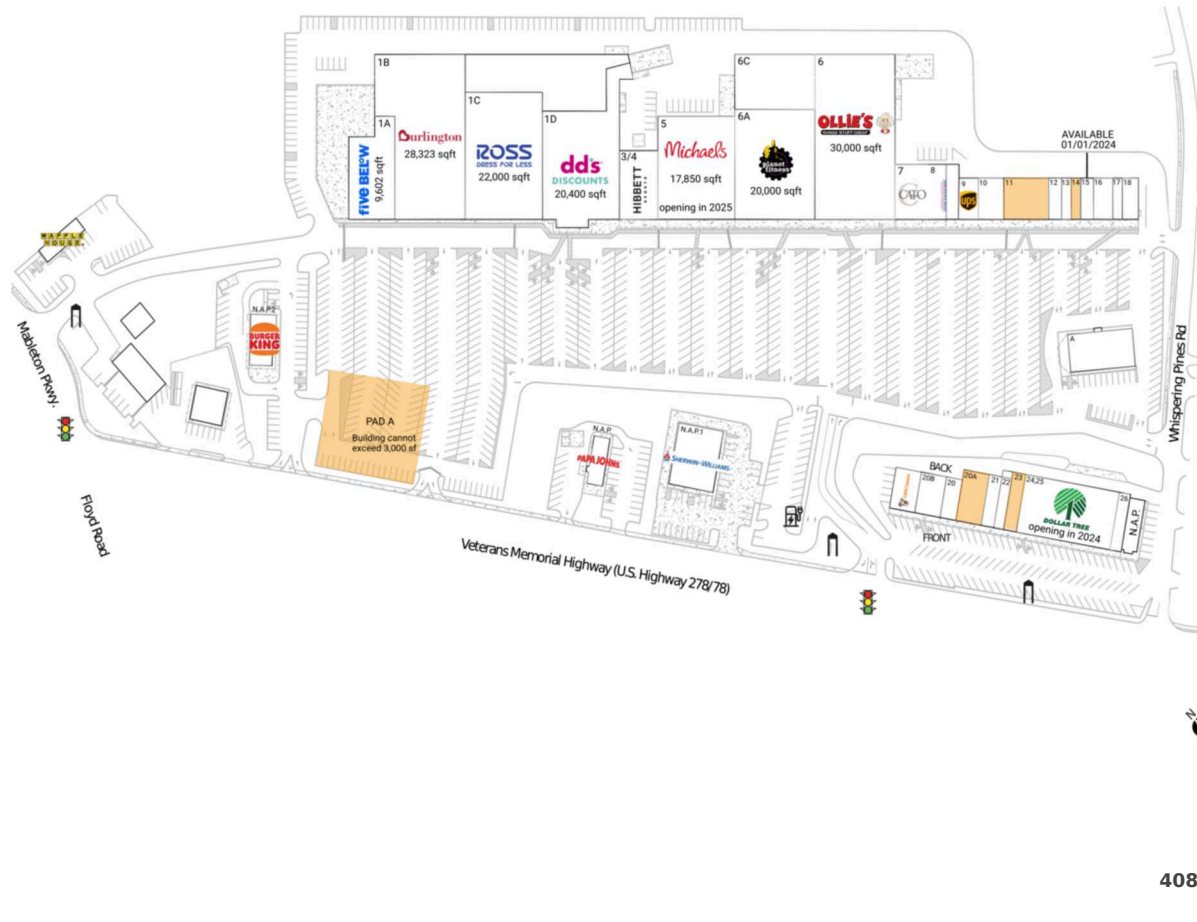 1B
6C
6
1C
1A
1D
Burlington
28,323 sqft
five BEL°W
9,602 sqft
ROSS
DRESS FOR LESS
22,000 sqft
dd's
DISCOUNTS
20,400 sqft
3/4
HIBBETT
SPORTS
5
Michaels
17,850 sqft
opening in 2025
6A
planet
fitness
20,000 sqft
OLLIE'S
GOOD STUFF CHEAP
30,000 sqft
AVAILABLE
01/01/2024
7
8
CATO
9
ups
10
11
12
13
14
15
16
17
18
WAFFLE
HOUSE
N.A.P.2
BURGER
KING
Mableton Pkwy.
Whispering Pines Rd
A
PAD A
Building cannot
exceed 3,000 sf
N.A.P.
PAPA JOHNS
N.A.P.1
SHERWIN-WILLIAMS
BACK
20B
20
20A
21
22
23
24,25
26
N.A.P.
DOLLAR TREE
opening in 2024
FRONT
Floyd Road
Veterans Memorial Highway (U.S. Highway 278/78)
N
408